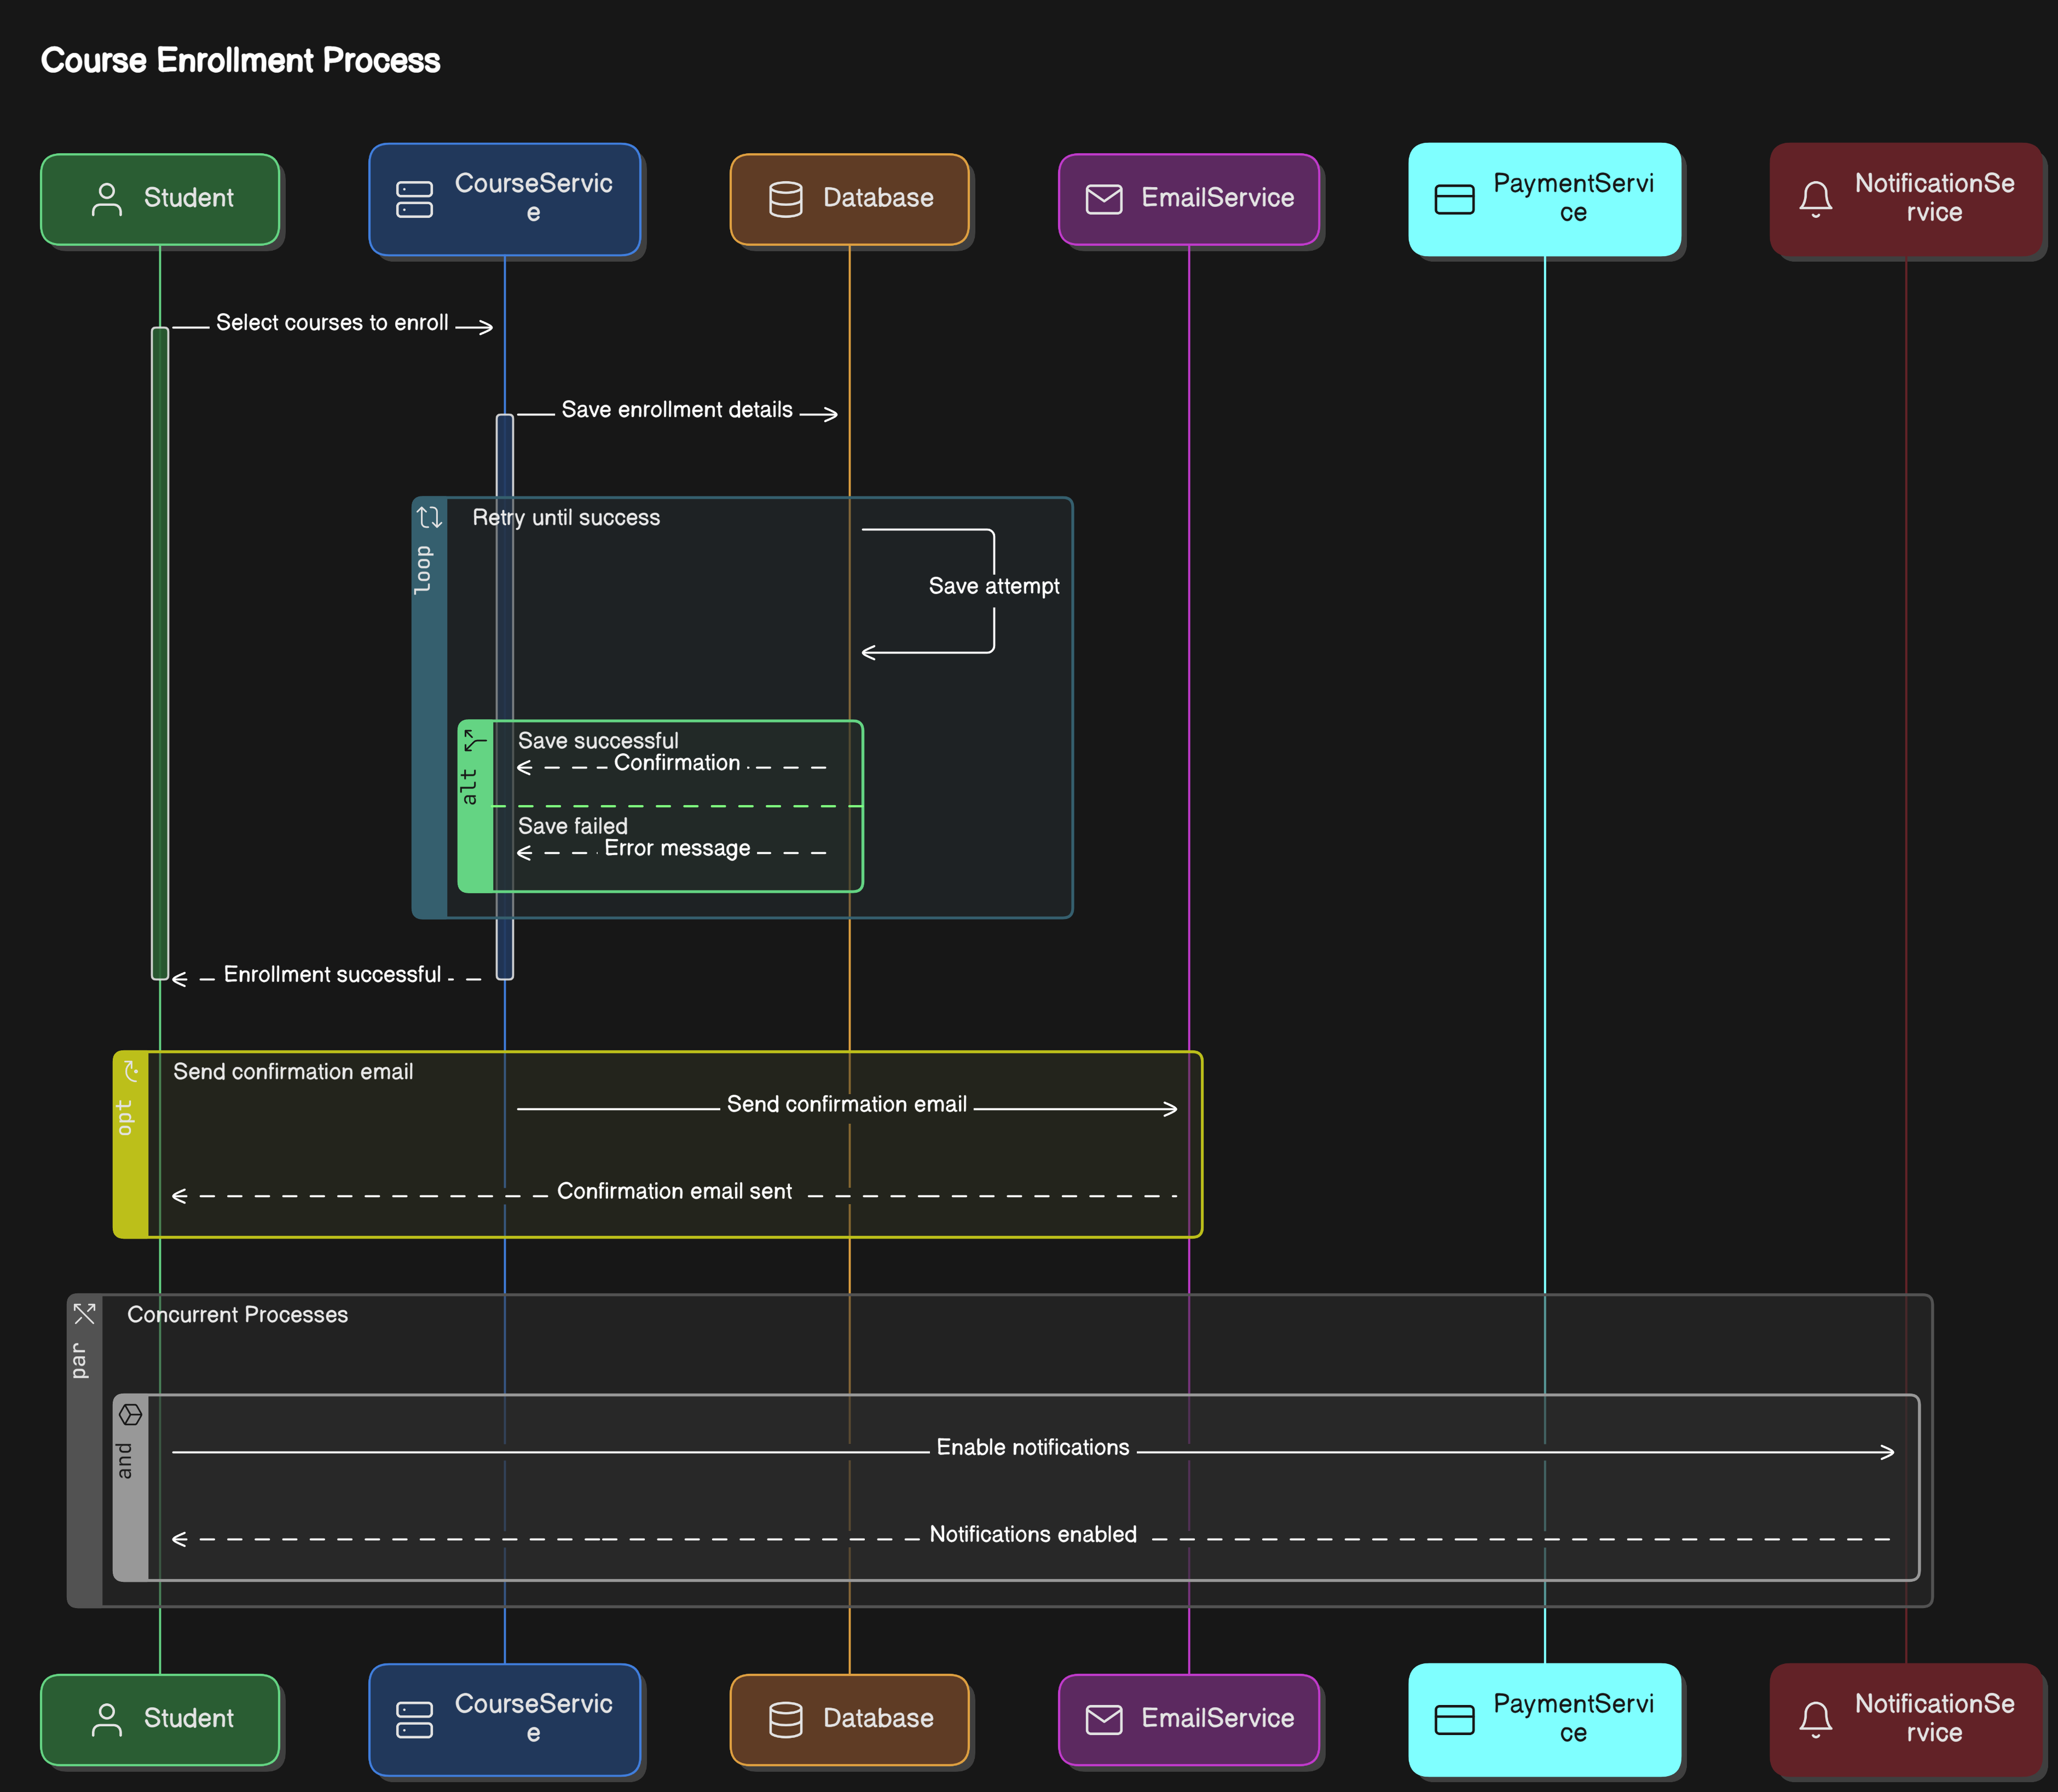 Course Enrollment Process
Student
CourseServic
e
Database
EmailService
PaymentServi
ce
NotificationSe
rvice
Select courses to enroll
Save enrollment details
loop
Retry until success
Save attempt
alt
Save successful
Confirmation
Save failed
Error message
Enrollment successful
opt
Send confirmation email
Send confirmation email
Confirmation email sent
par
Concurrent Processes
and
Enable notifications
Notifications enabled
Student
CourseServic
e
Database
EmailService
PaymentServi
ce
NotificationSe
rvice